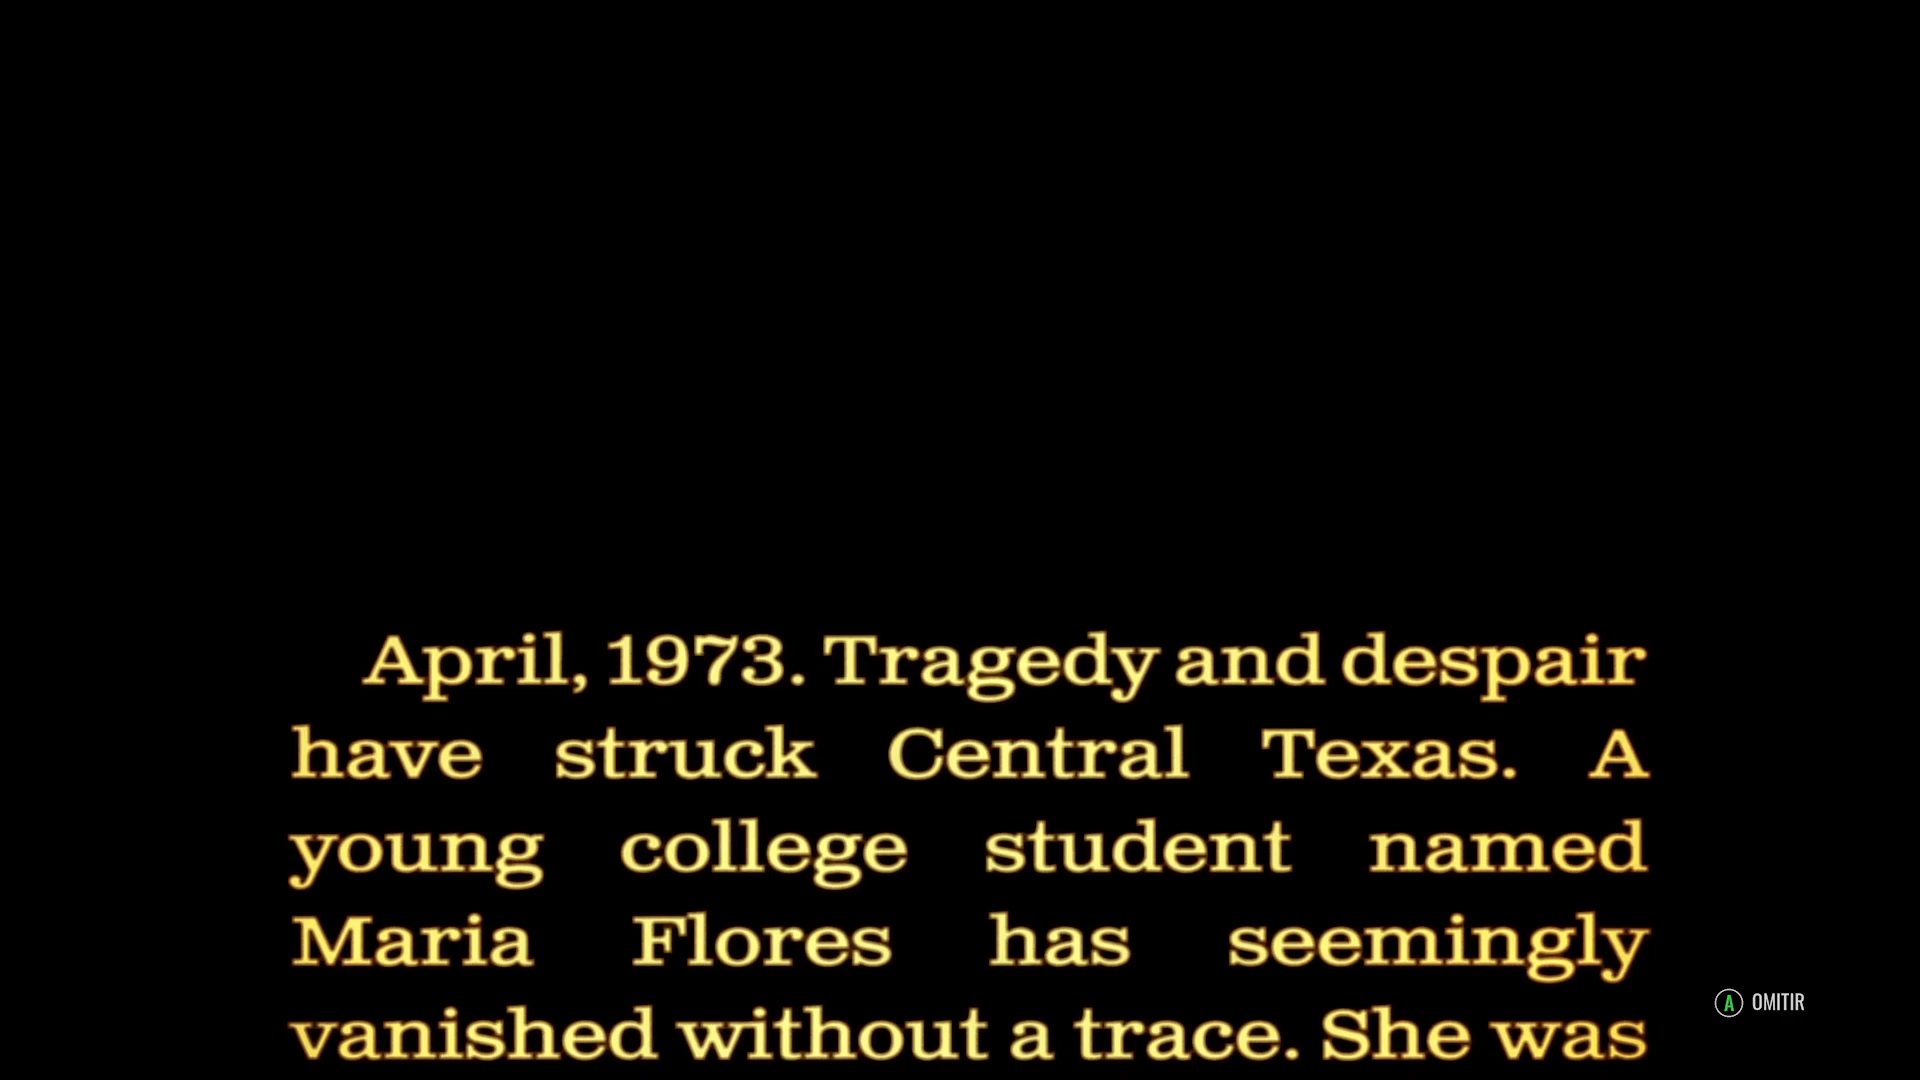 April, 1973. Tragedy and despair
have struck Central Texas. A
young college student named
Maria Flores has seemingly
vanished without a trace. She was
A OMITIR